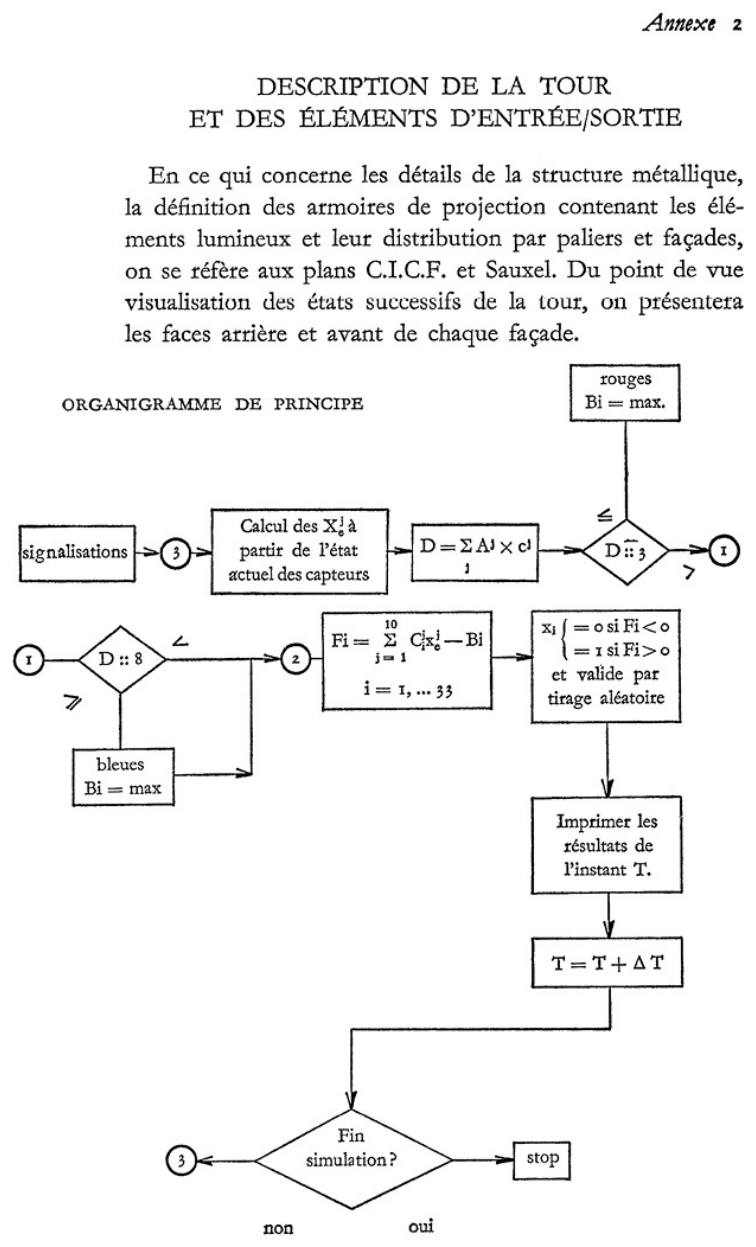 Annexe 2
DESCRIPTION DE LA TOUR
ET DES ÉLÉMENTS D'ENTRÉE/SORTIE
En ce qui concerne les détails de la structure métallique,
la définition des armoires de projection contenant les élé-
ments lumineux et leur distribution par paliers et façades,
on se réfère aux plans C.I.C.F. et Sauxel. Du point de vue
visualisation des états successifs de la tour, on présentera
les faces arrière et avant de chaque façade.
ORGANIGRAMME DE PRINCIPE
rouges
Bi = max.
≤
signalisations
3
Calcul des Xʲₑ à
partir de l'état
actuel des capteurs
D = Σ Aʲ × cʲ
j
D :: 3
1
>
1
D :: 8
<
⩾
bleues
Bi = max
2
10
Fi = Σ Cʲᵢxʲₑ — Bi
j = 1
i = 1, ... 33
xᵢ { = 0 si Fi < 0
{ = 1 si Fi > 0
et valide par
tirage aléatoire
Imprimer les
résultats de
l'instant T.
T = T + Δ T
Fin
simulation ?
3
stop
non oui